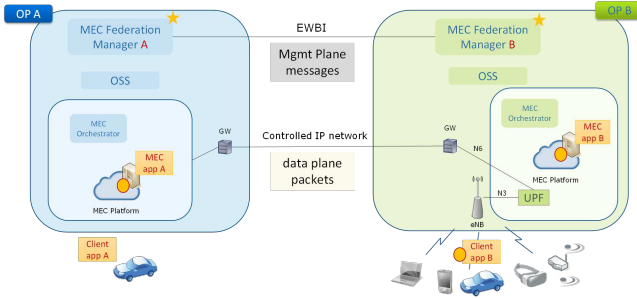 OP A
OP B
MEC Federation
Manager A
EWBI
MEC Federation
Manager B
Mgmt Plane
messages
OSS
OSS
MEC
Orchestrator
MEC
Orchestrator
GW
Controlled IP network
GW
N6
MEC
app A
data plane
packets
MEC
app B
MEC Platform
MEC Platform
N3
UPF
eNB
Client
app A
Client
app B